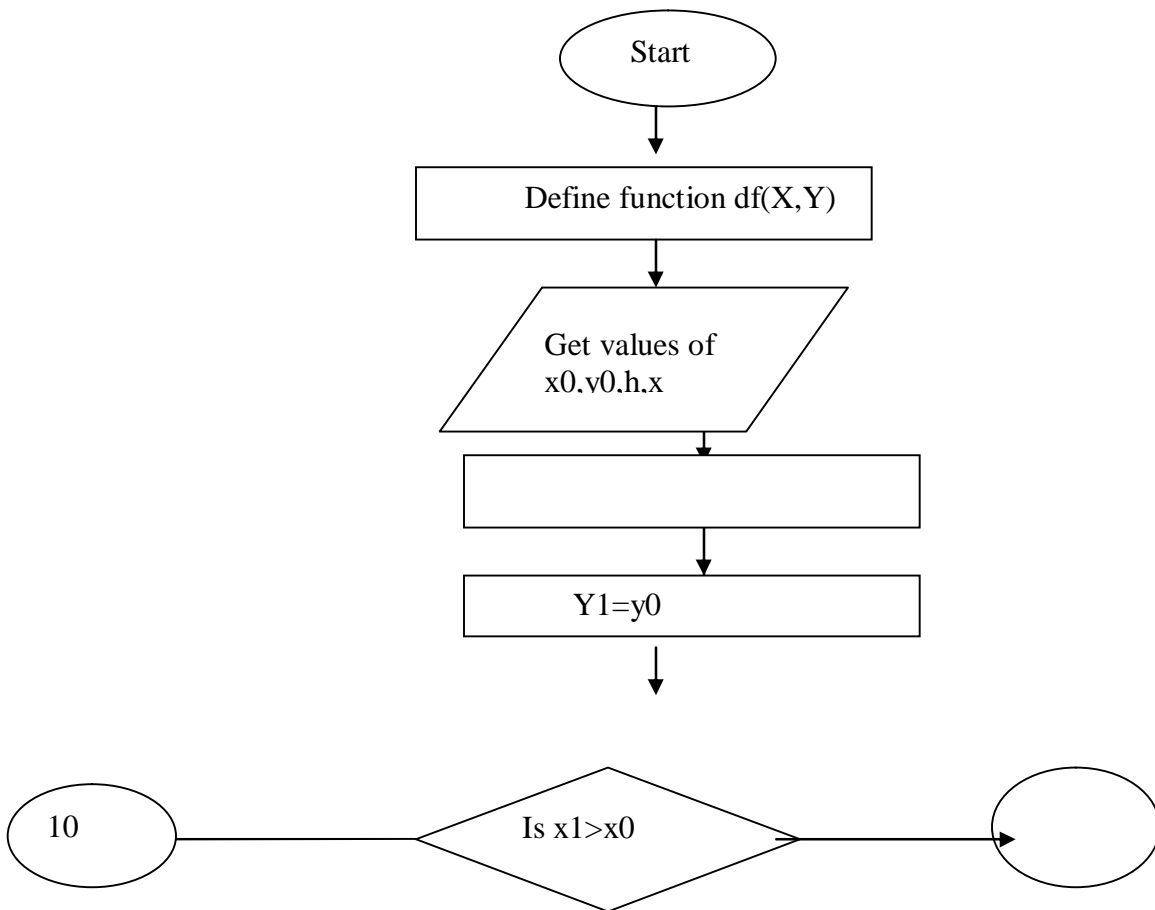 Start
Define function df(X,Y)
Get values of
x0,y0,h,x
Y1=y0
10
Is x1>x0